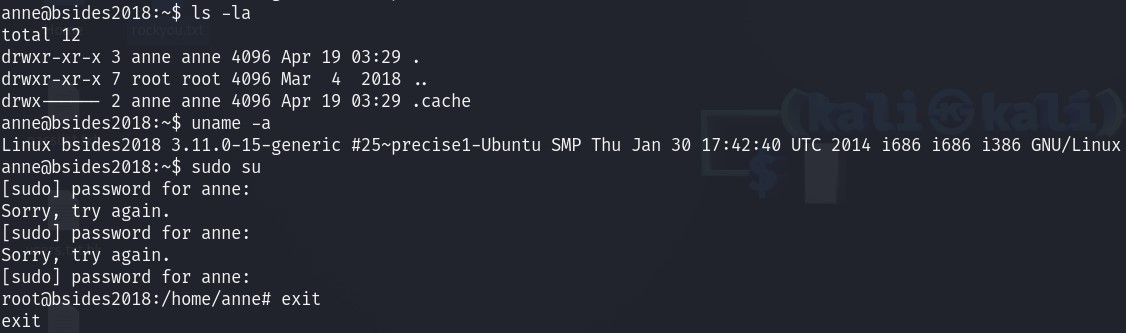 anne@bsides2018:~$ ls -la
total 12
drwxr-xr-x 3 anne anne 4096 Apr 19 03:29 .
drwxr-xr-x 7 root root 4096 Mar  4  2018 ..
drwx------ 2 anne anne 4096 Apr 19 03:29 .cache
anne@bsides2018:~$ uname -a
Linux bsides2018 3.11.0-15-generic #25~precise1-Ubuntu SMP Thu Jan 30 17:42:40 UTC 2014 i686 i686 i386 GNU/Linux
anne@bsides2018:~$ sudo su
[sudo] password for anne:
Sorry, try again.
[sudo] password for anne:
Sorry, try again.
[sudo] password for anne:
root@bsides2018:/home/anne# exit
exit
rockyou.txt
(kali㉿kali)
$